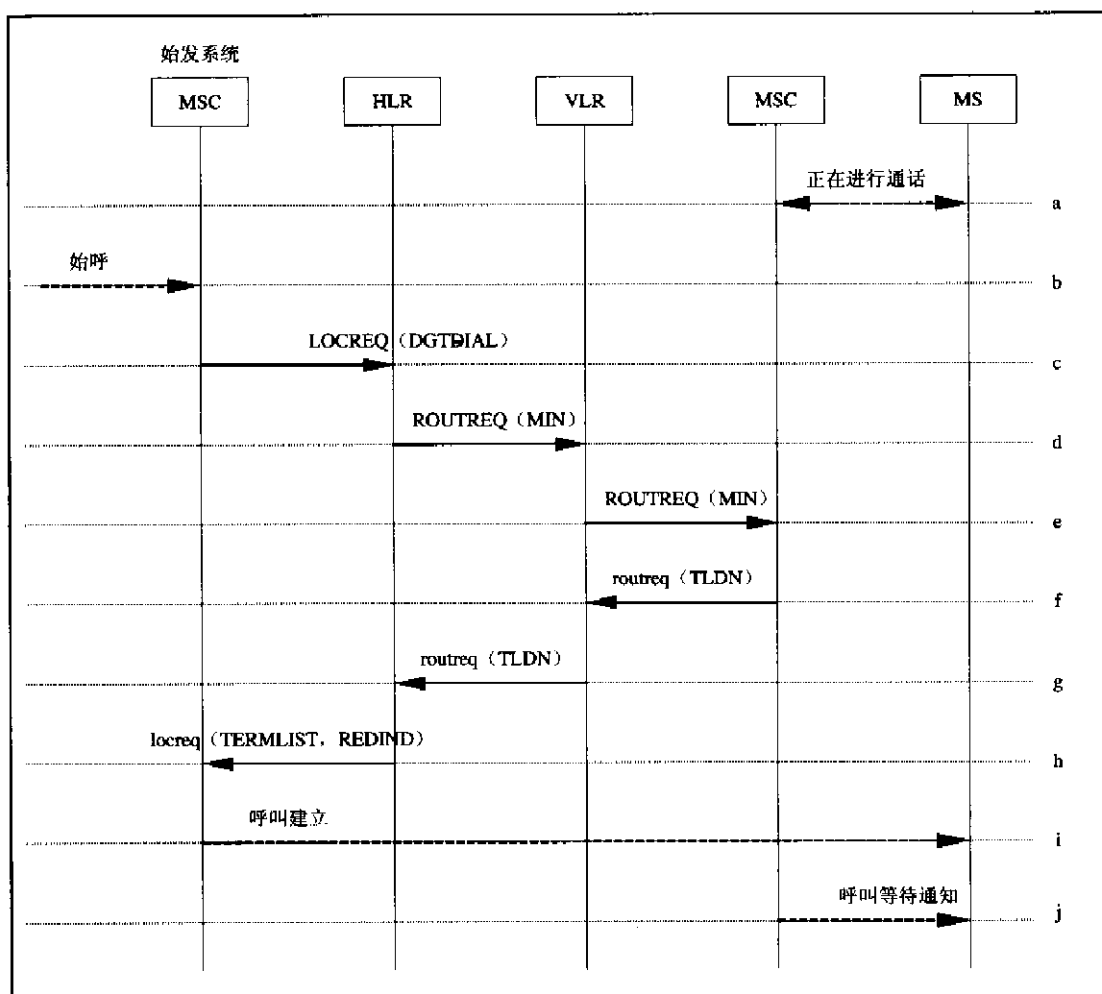 始发系统
MSC
HLR
VLR
MSC
MS
正在进行通话
a
始呼
b
LOCREQ（DGTDIAL）
c
ROUTREQ（MIN）
d
ROUTREQ（MIN）
e
routreq（TLDN）
f
routreq（TLDN）
g
locreq（TERMLIST，REDIND）
h
呼叫建立
i
呼叫等待通知
j